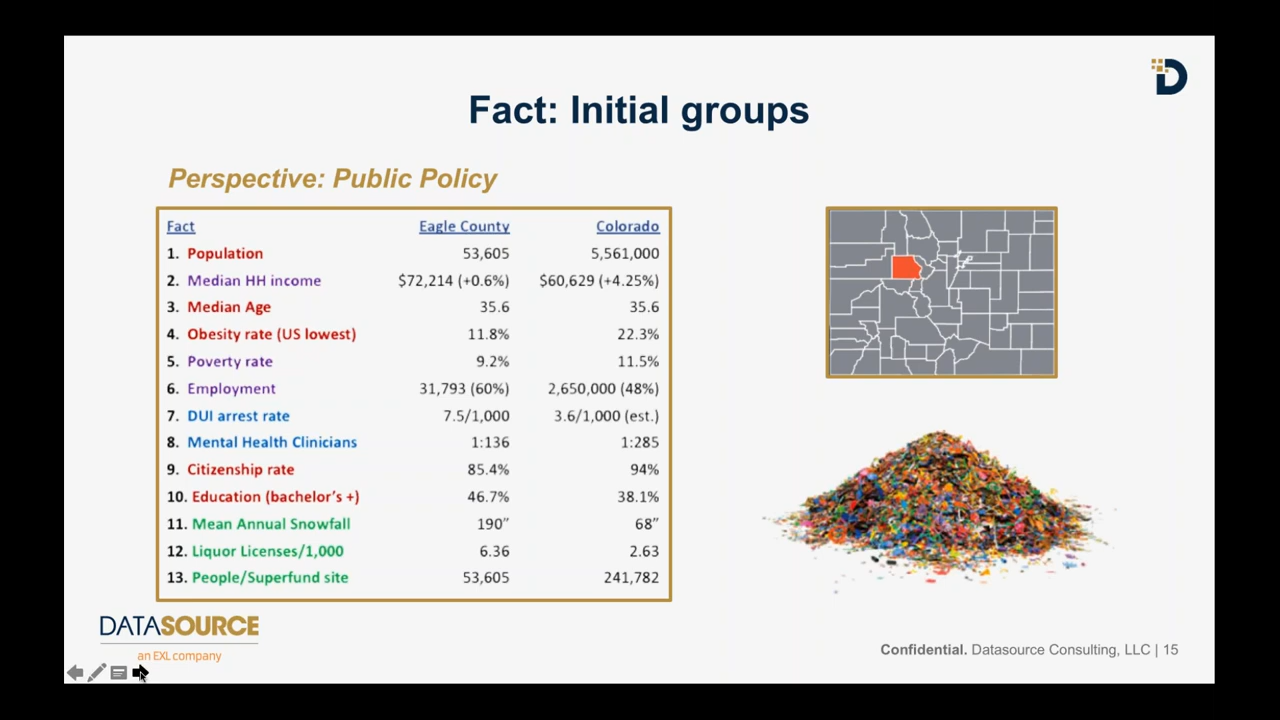 Fact: Initial groups
Perspective: Public Policy
Fact Eagle County Colorado
1. Population 53,605 5,561,000
2. Median HH income $72,214 (+0.6%) $60,629 (+4.25%)
3. Median Age 35.6 35.6
4. Obesity rate (US lowest) 11.8% 22.3%
5. Poverty rate 9.2% 11.5%
6. Employment 31,793 (60%) 2,650,000 (48%)
7. DUI arrest rate 7.5/1,000 3.6/1,000 (est.)
8. Mental Health Clinicians 1:136 1:285
9. Citizenship rate 85.4% 94%
10. Education (bachelor's +) 46.7% 38.1%
11. Mean Annual Snowfall 190” 68”
12. Liquor Licenses/1,000 6.36 2.63
13. People/Superfund site 53,605 241,782
DATASOURCE
an EXL company
Confidential. Datasource Consulting, LLC | 15